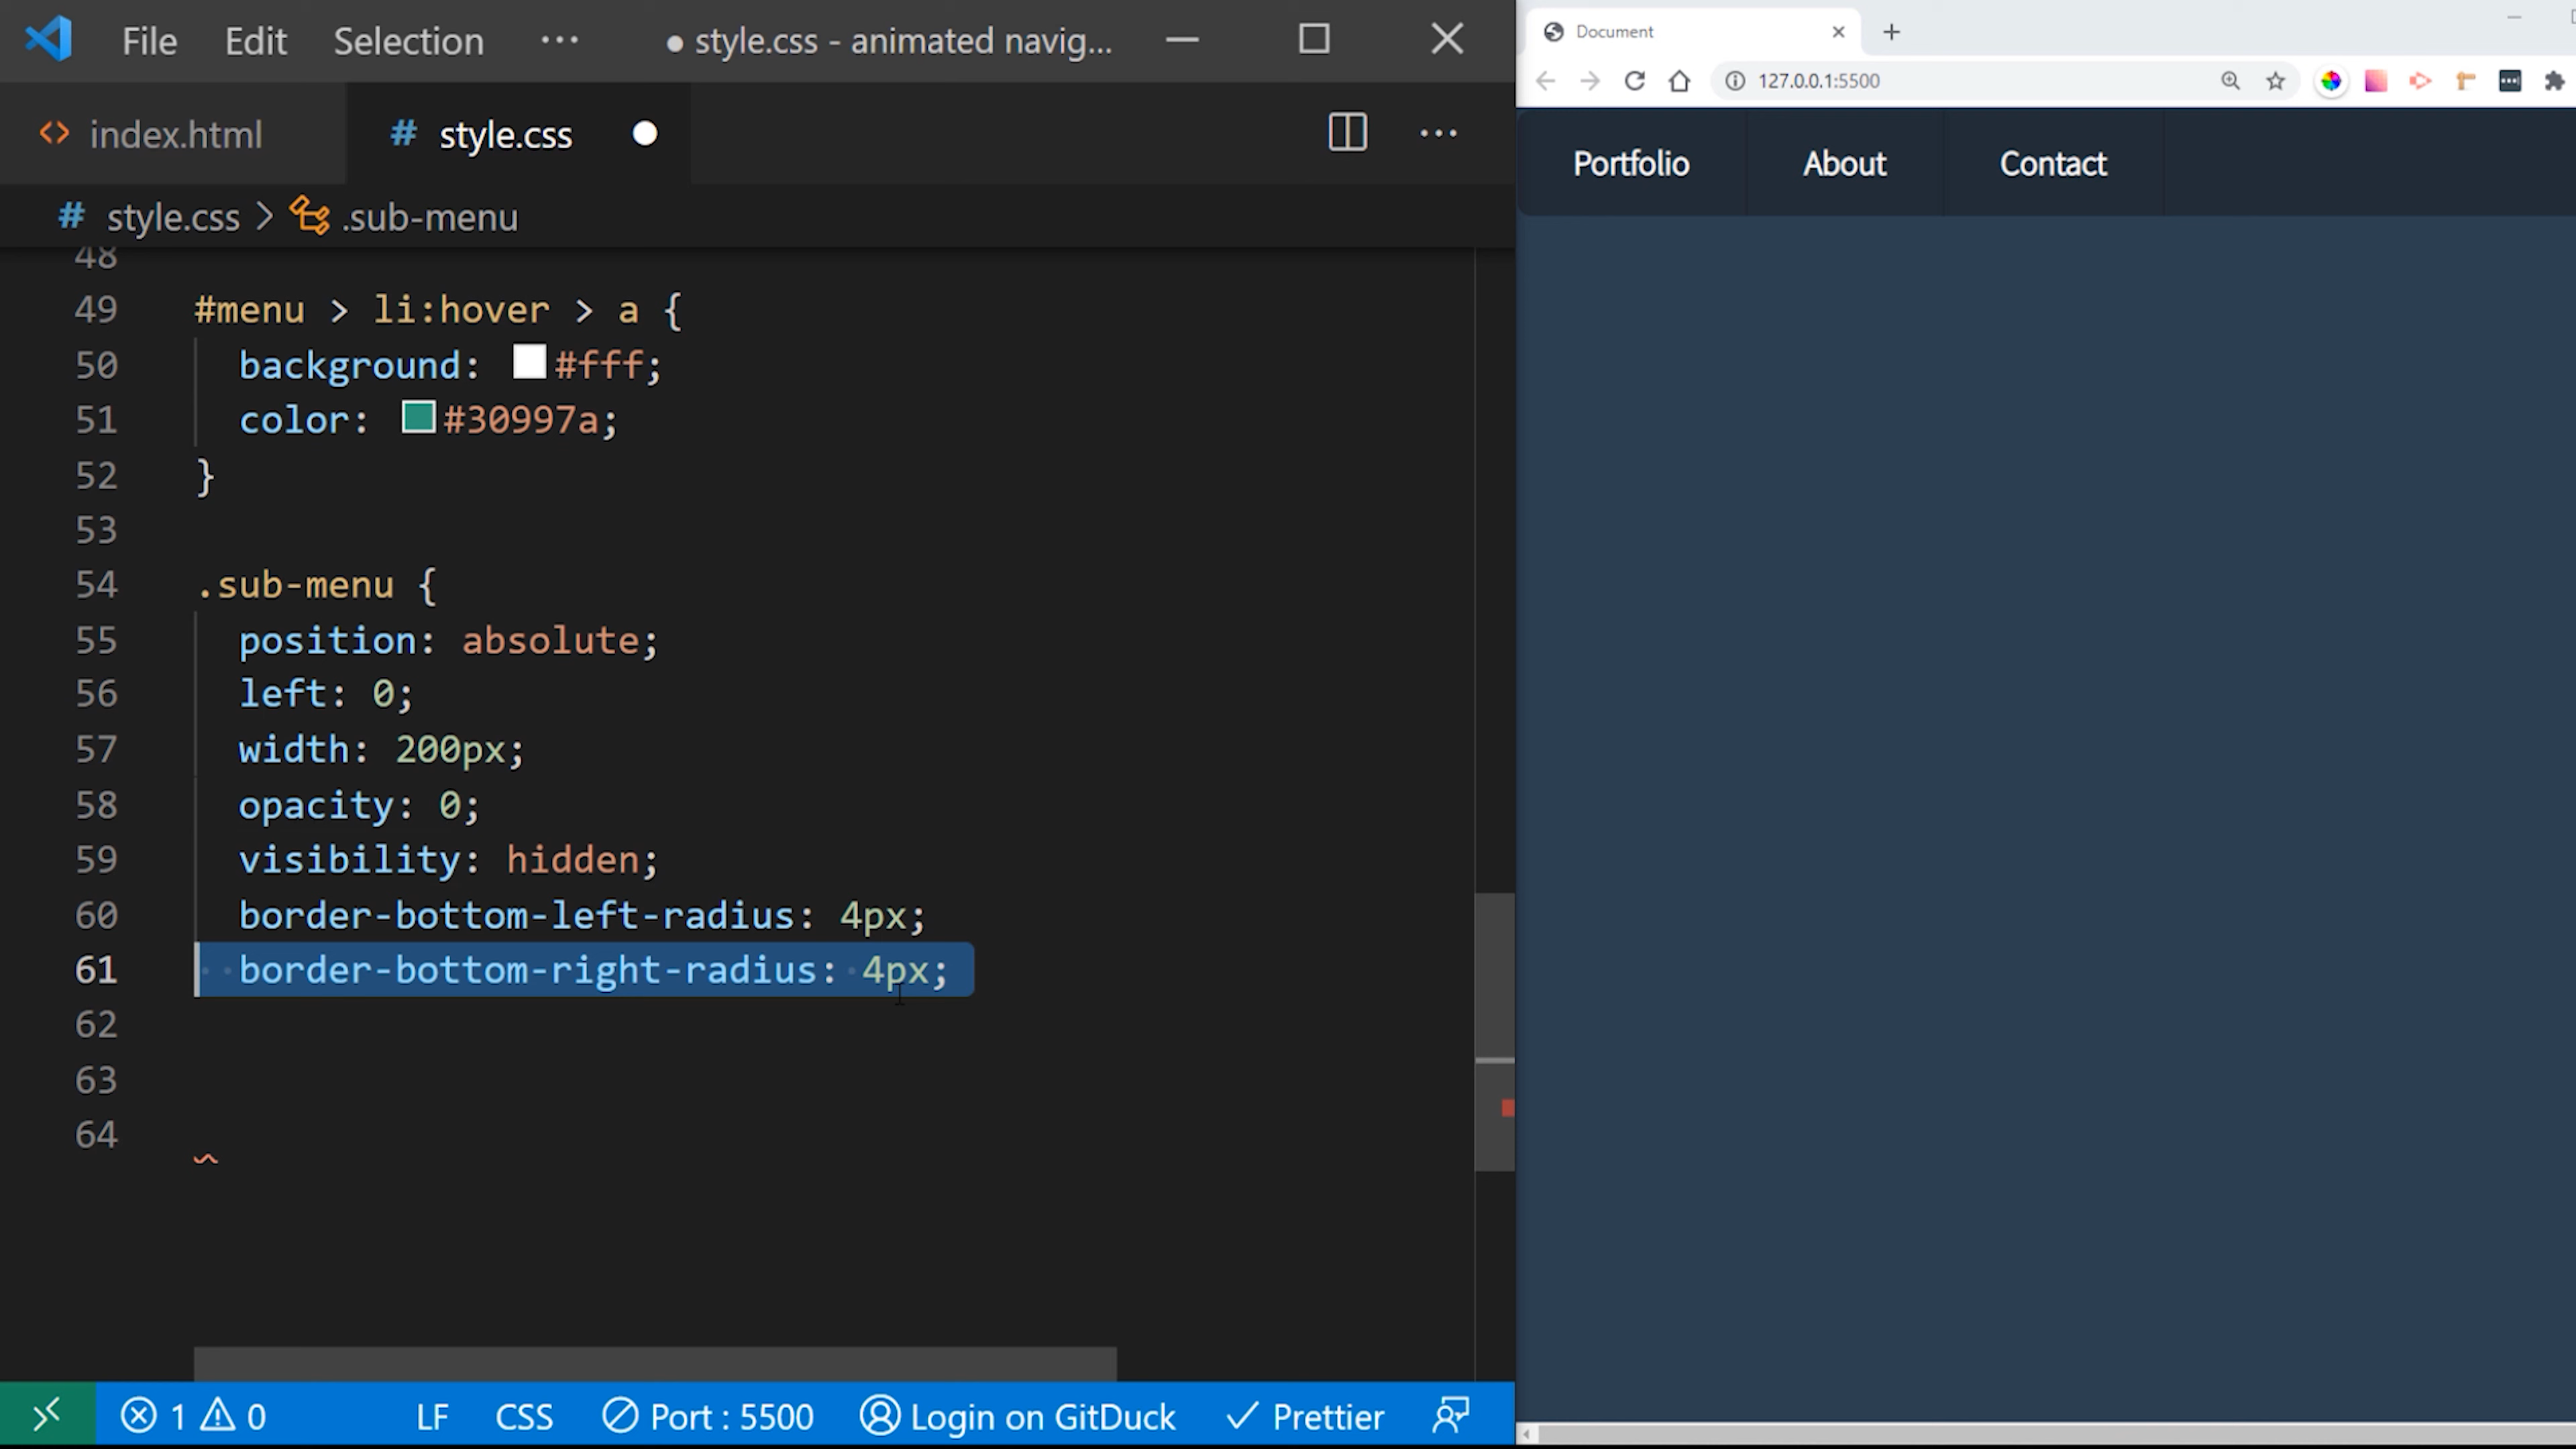 File Edit Selection ··· ● style.css - animated navig...
index.html # style.css ●
# style.css > .sub-menu
48
49 #menu > li:hover > a {
50 background: #fff;
51 color: #30997a;
52 }
53
54 .sub-menu {
55 position: absolute;
56 left: 0;
57 width: 200px;
58 opacity: 0;
59 visibility: hidden;
60 border-bottom-left-radius: 4px;
61 border-bottom-right-radius: 4px;
62
63
64
1 0 LF CSS Port : 5500 Login on GitDuck Prettier
Document
127.0.0.1:5500
Portfolio About Contact